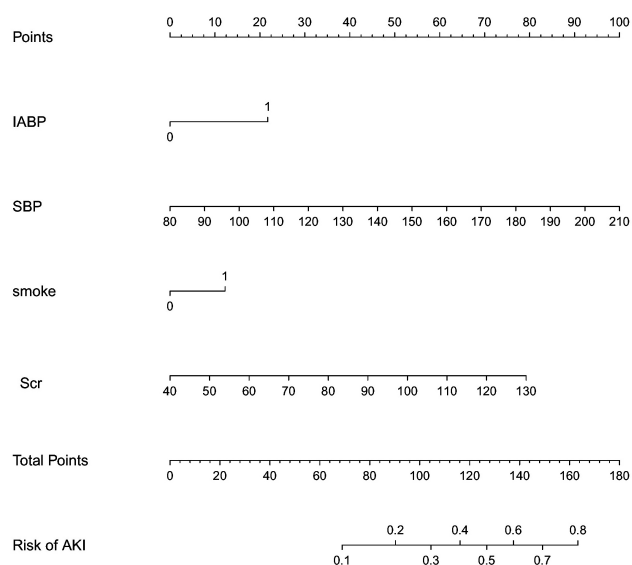 0 10 20 30 40 50 60 70 80 90 100
Points
1
IABP
0
SBP
80 90 100 110 120 130 140 150 160 170 180 190 200 210
1
smoke
0
Scr
40 50 60 70 80 90 100 110 120 130
Total Points
0 20 40 60 80 100 120 140 160 180
0.2 0.4 0.6 0.8
Risk of AKI
0.1 0.3 0.5 0.7